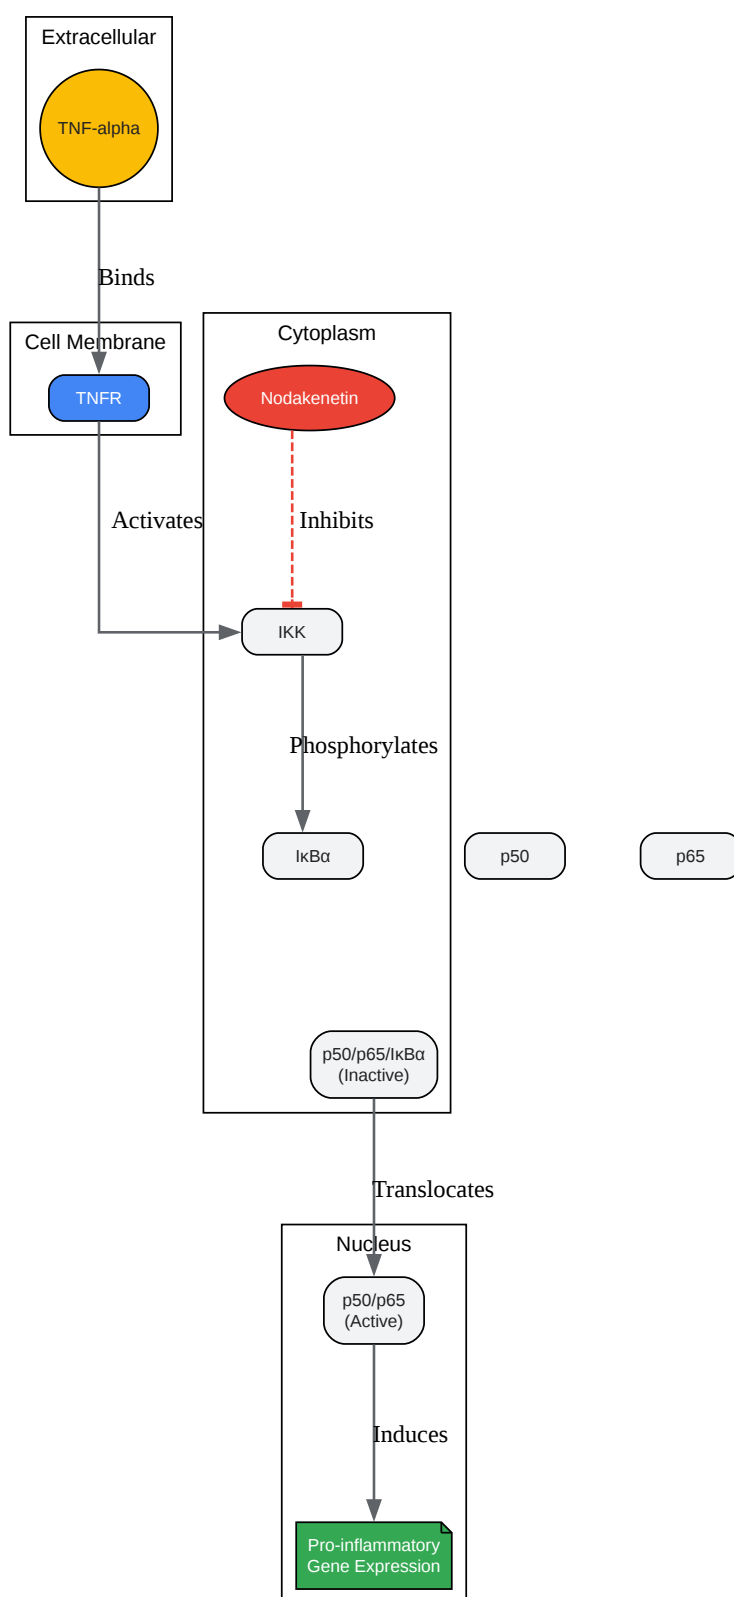 Extracellular
TNF-alpha
Binds
Cell Membrane
TNFR
Cytoplasm
Nodakenetin
Activates
Inhibits
IKK
Phosphorylates
IκBα
p50
p65
p50/p65/IκBα
(Inactive)
Translocates
Nucleus
p50/p65
(Active)
Induces
Pro-inflammatory
Gene Expression